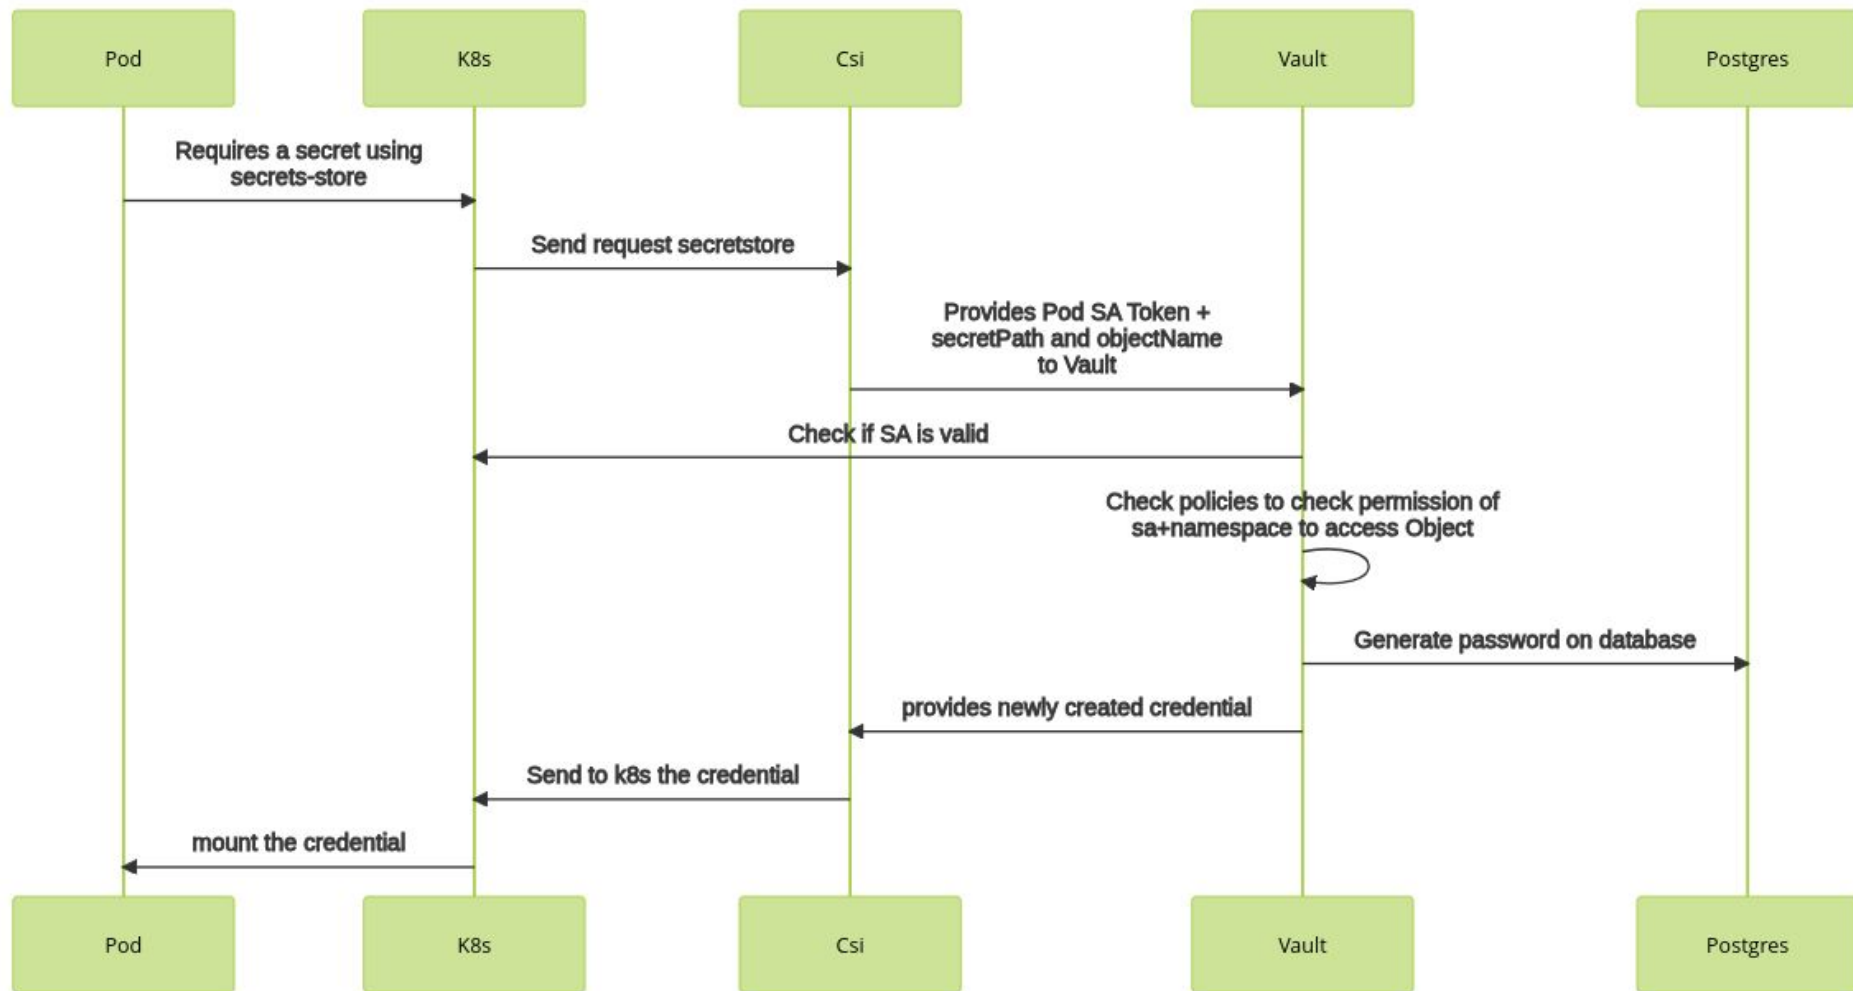 Pod
K8s
Csi
Vault
Postgres
Requires a secret using
secrets-store
Send request secretstore
Provides Pod SA Token +
secretPath and objectName
to Vault
Check if SA is valid
Check policies to check permission of
sa+namespace to access Object
Generate password on database
provides newly created credential
Send to k8s the credential
mount the credential
Pod
K8s
Csi
Vault
Postgres